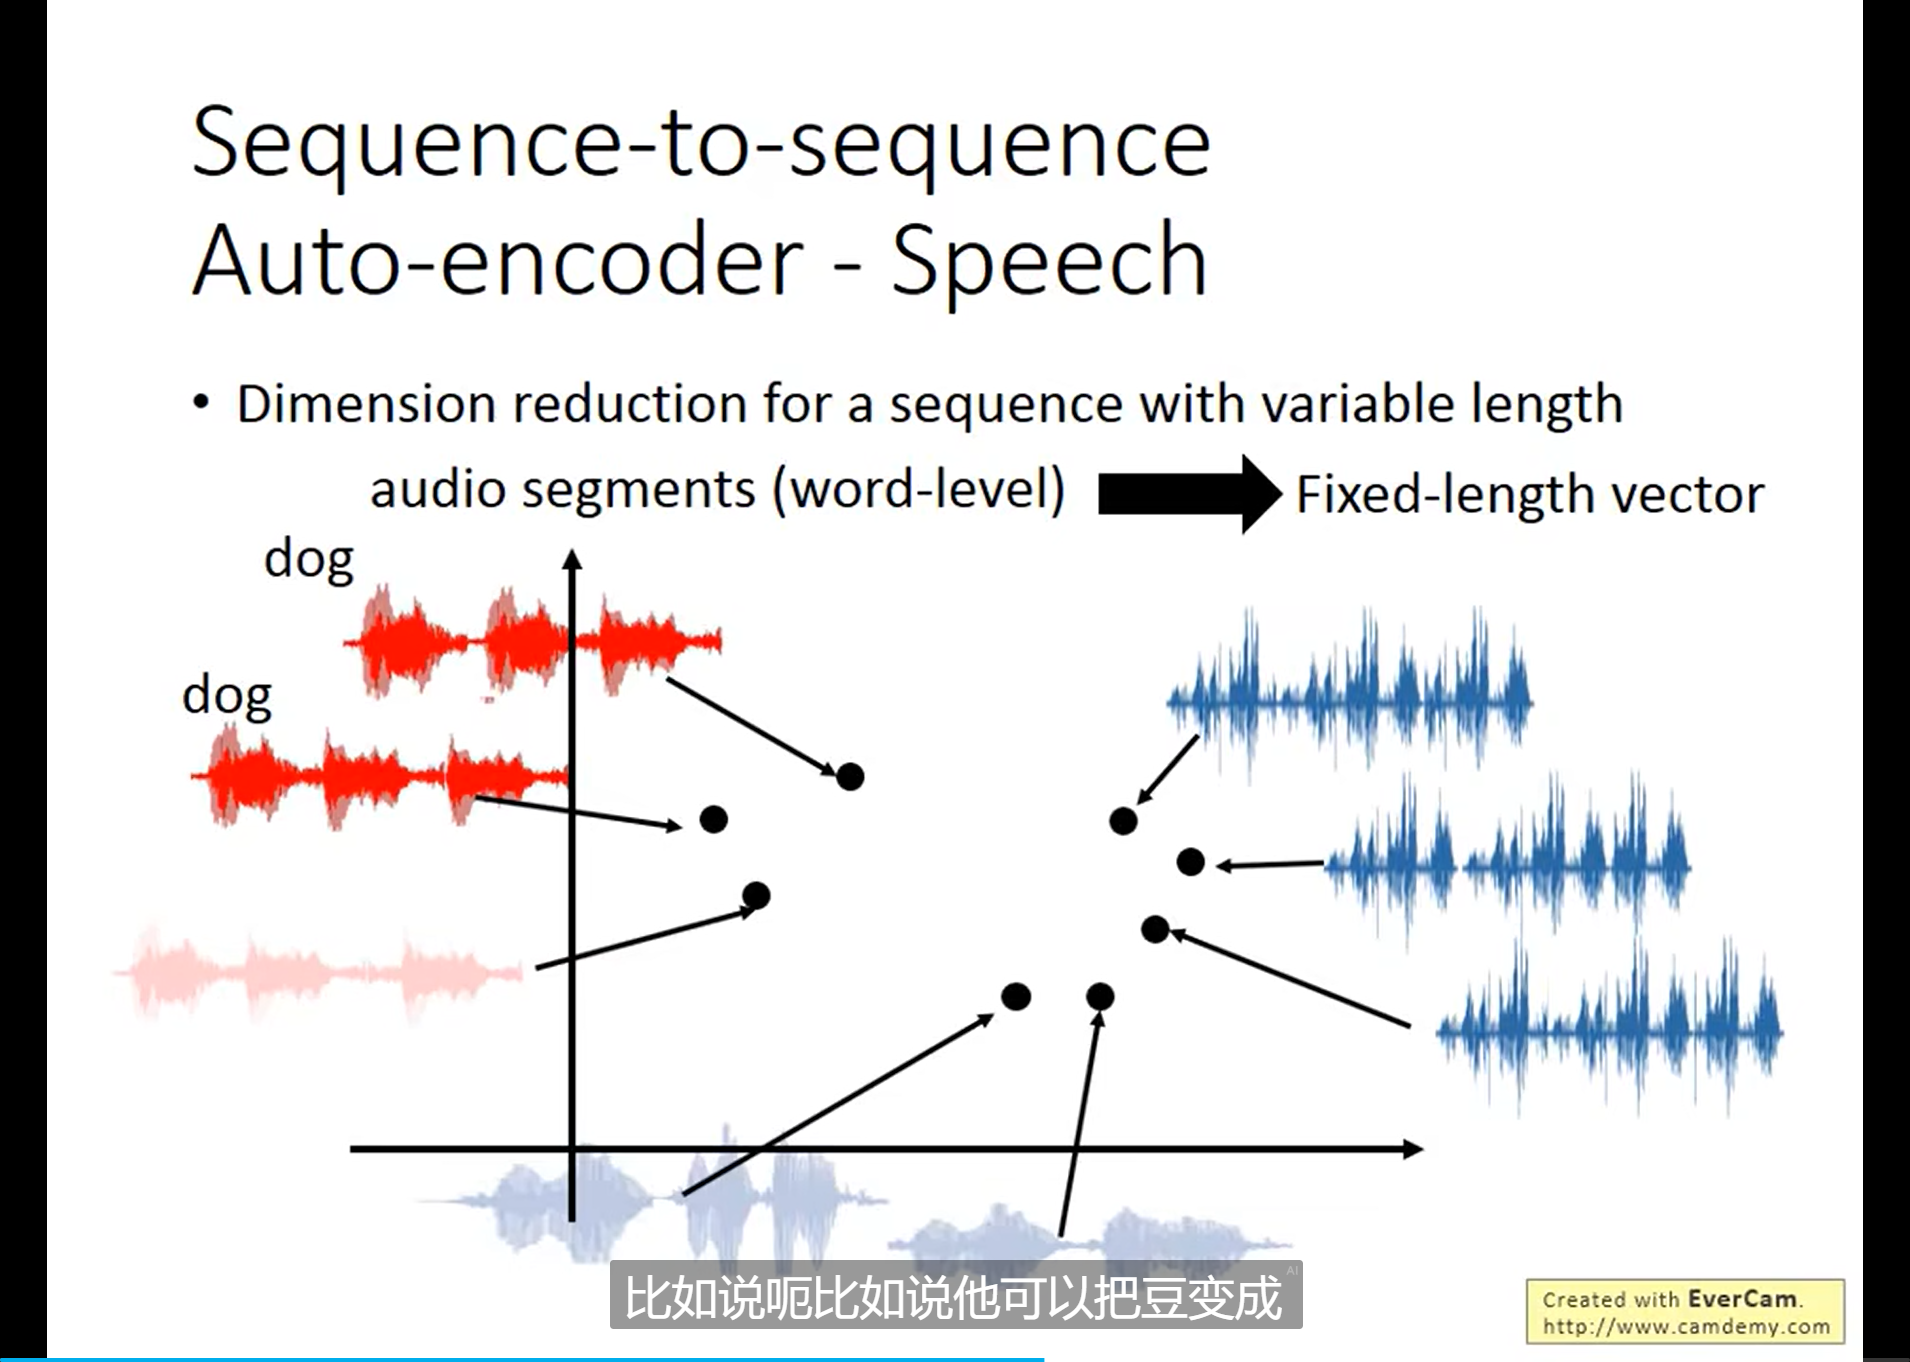 Sequence-to-sequence
Auto-encoder - Speech
• Dimension reduction for a sequence with variable length
audio segments (word-level) Fixed-length vector
dog
dog
比如说呃比如说他可以把豆变成
AI
Created with EverCam.
http://www.camdemy.com